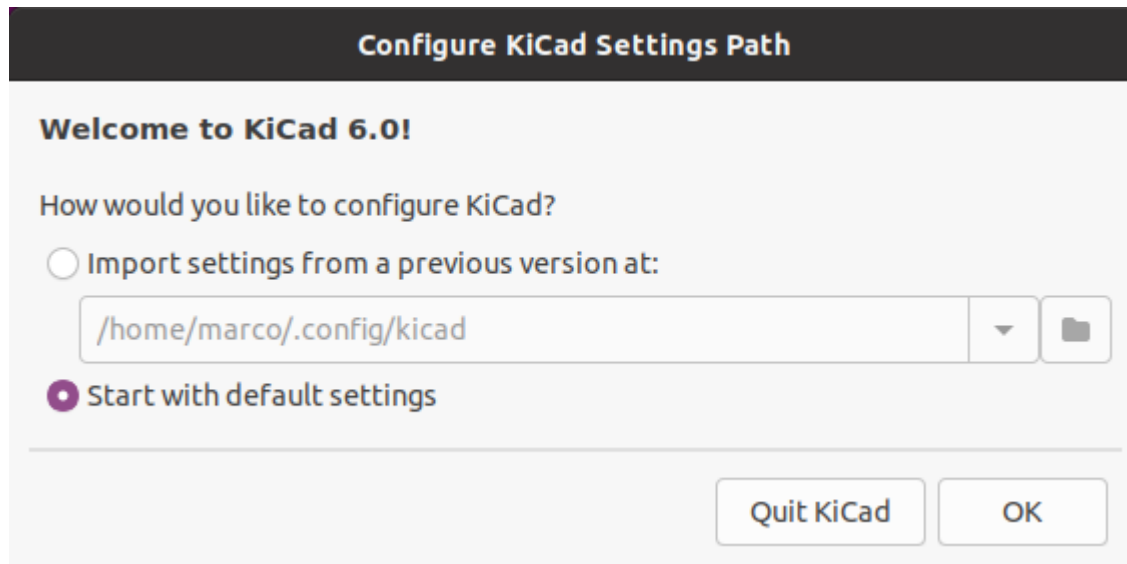 Configure KiCad Settings Path
Welcome to KiCad 6.0!
How would you like to configure KiCad?
Import settings from a previous version at:
/home/marco/.config/kicad
Start with default settings
Quit KiCad
OK